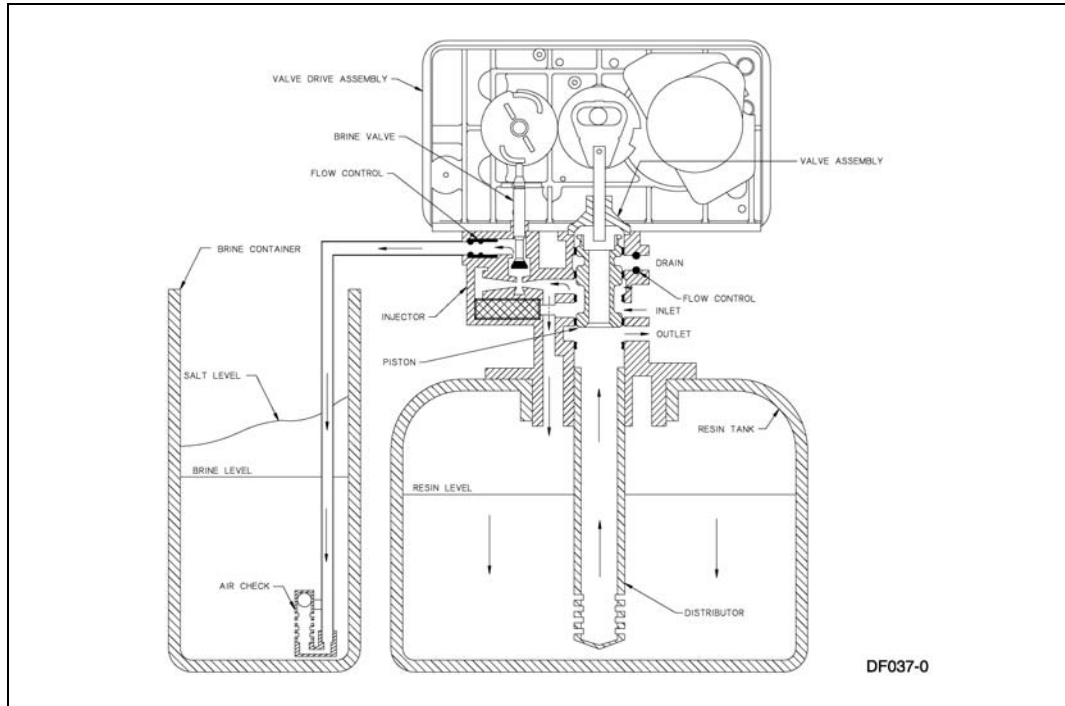 VALVE DRIVE ASSEMBLY
BRINE VALVE
FLOW CONTROL
VALVE ASSEMBLY
BRINE CONTAINER
DRAIN
FLOW CONTROL
INJECTOR
INLET
OUTLET
PISTON
SALT LEVEL
RESIN TANK
BRINE LEVEL
RESIN LEVEL
AIR CHECK
DISTRIBUTOR
DF037-0